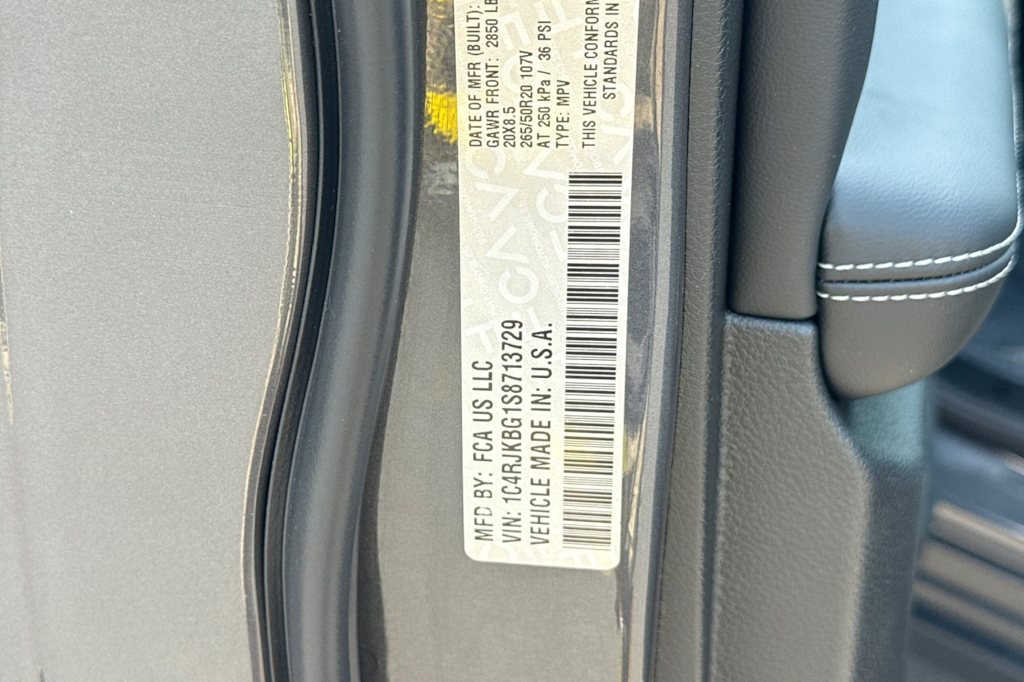 MFD BY: FCA US LLC
VIN: 1C4RJKBG1S8713729
VEHICLE MADE IN: U.S.A.
DATE OF MFR (BUILT):
GAWR FRONT: 2850 LB
20X8.5
265/50R20 107V
AT 250 kPa / 36 PSI
TYPE: MPV
THIS VEHICLE CONFORM
STANDARDS IN